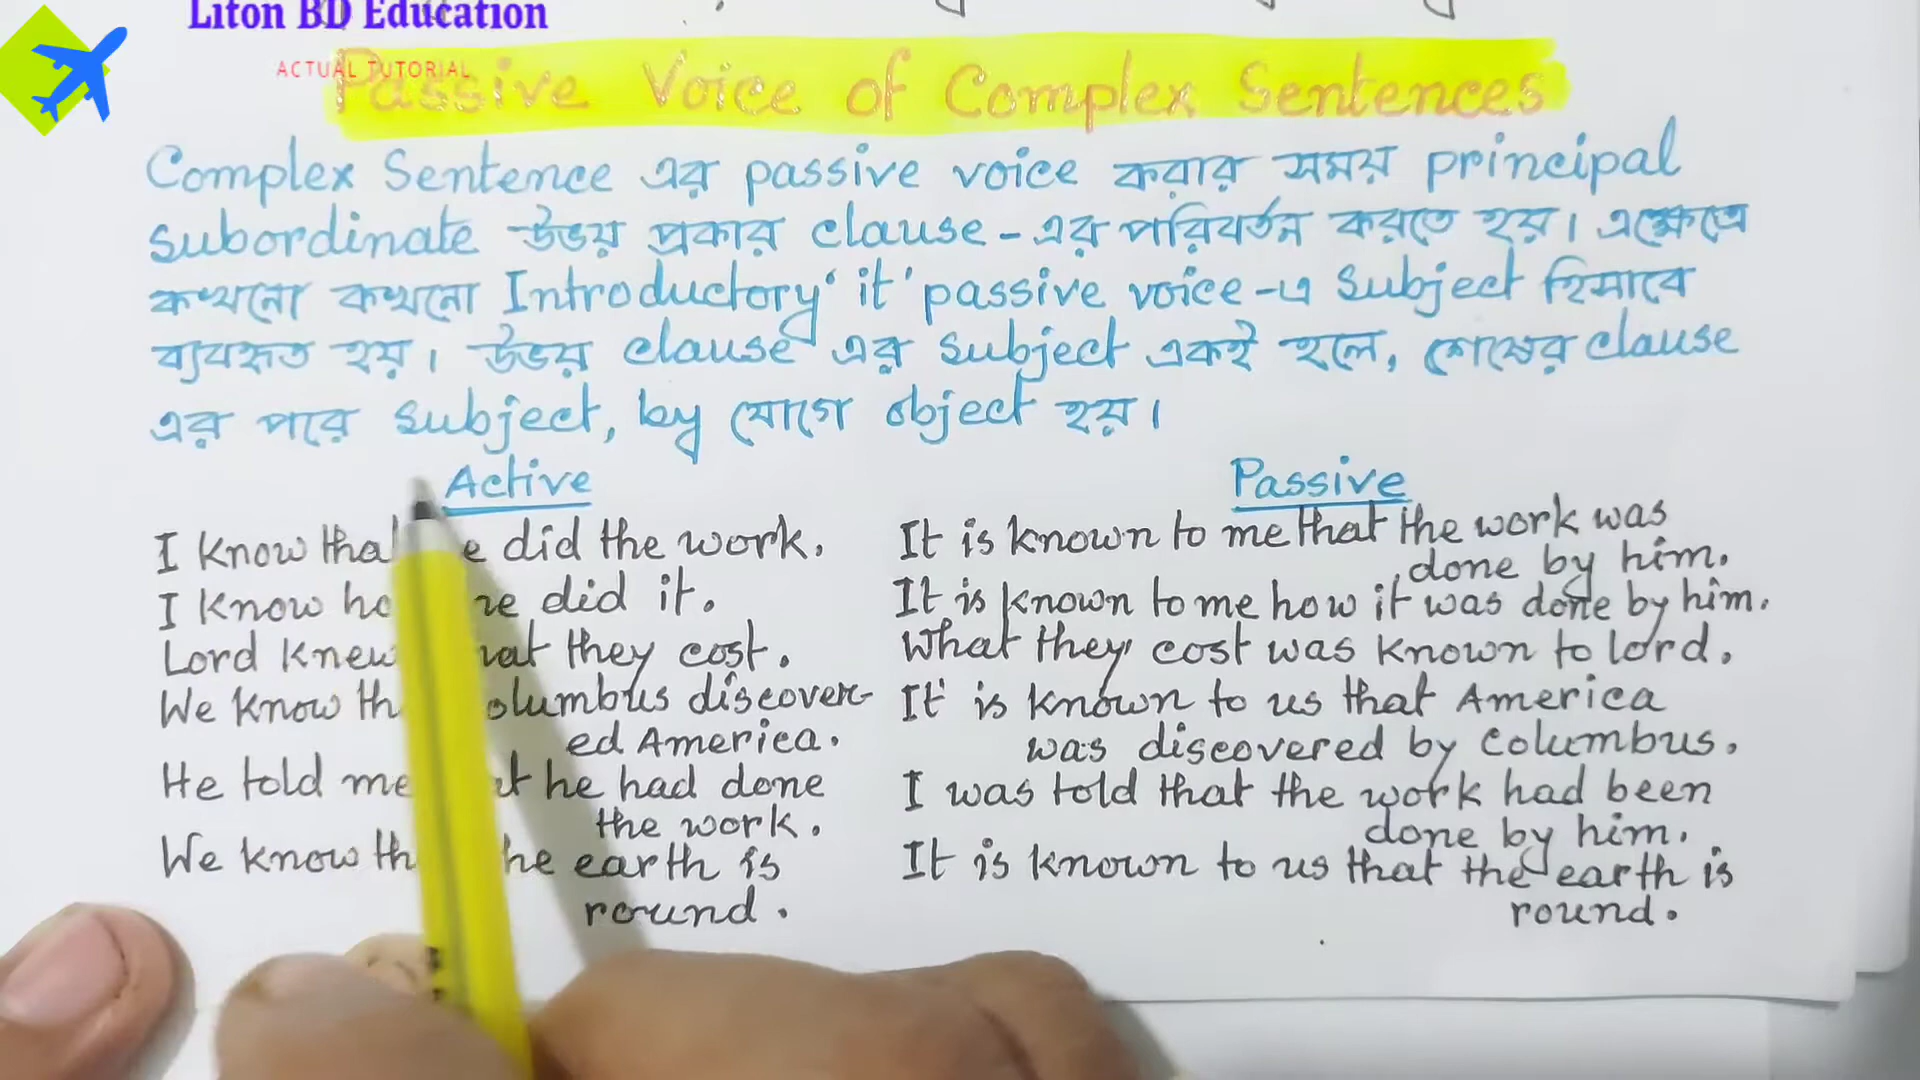 Liton BD Education
ACTUAL TUTORIAL
Passive Voice of Complex Sentences
Complex Sentence এর passive voice করার সময় principal
subordinate উভয় প্রকার clause-এর পরিবর্তন করতে হয়। এক্ষেত্রে
কখনো কখনো Introductory 'it' passive voice-এ subject হিসাবে
ব্যবহৃত হয়। উভয় clause এর subject একই হলে, শেষের clause
এর পরে subject, by যোগে object হয়।
Active Passive
I know tha e did the work. It is known to me that the work was
done by him.
I know ho he did it. It is known to me how it was done by him.
Lord knew hat they cost. What they cost was known to lord.
We know th olumbus discover- It is known to us that America
ed America. was discovered by Columbus.
He told me t he had done I was told that the work had been
the work. done by him.
We know th he earth is It is known to us that the earth is
round. round.